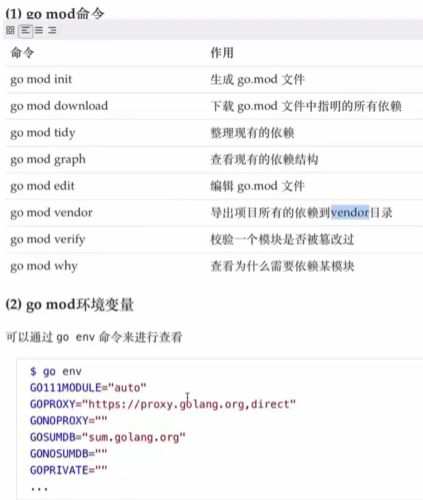 (1) go mod命令
命令 作用
go mod init 生成 go.mod 文件
go mod download 下载 go.mod 文件中指明的所有依赖
go mod tidy 整理现有的依赖
go mod graph 查看现有的依赖结构
go mod edit 编辑 go.mod 文件
go mod vendor 导出项目所有的依赖到vendor目录
go mod verify 校验一个模块是否被篡改过
go mod why 查看为什么需要依赖某模块
(2) go mod环境变量
可以通过 go env 命令来进行查看
$ go env
GO111MODULE="auto"
GOPROXY="https://proxy.golang.org,direct"
GONOPROXY=""
GOSUMDB="sum.golang.org"
GONOSUMDB=""
GOPRIVATE=""
...